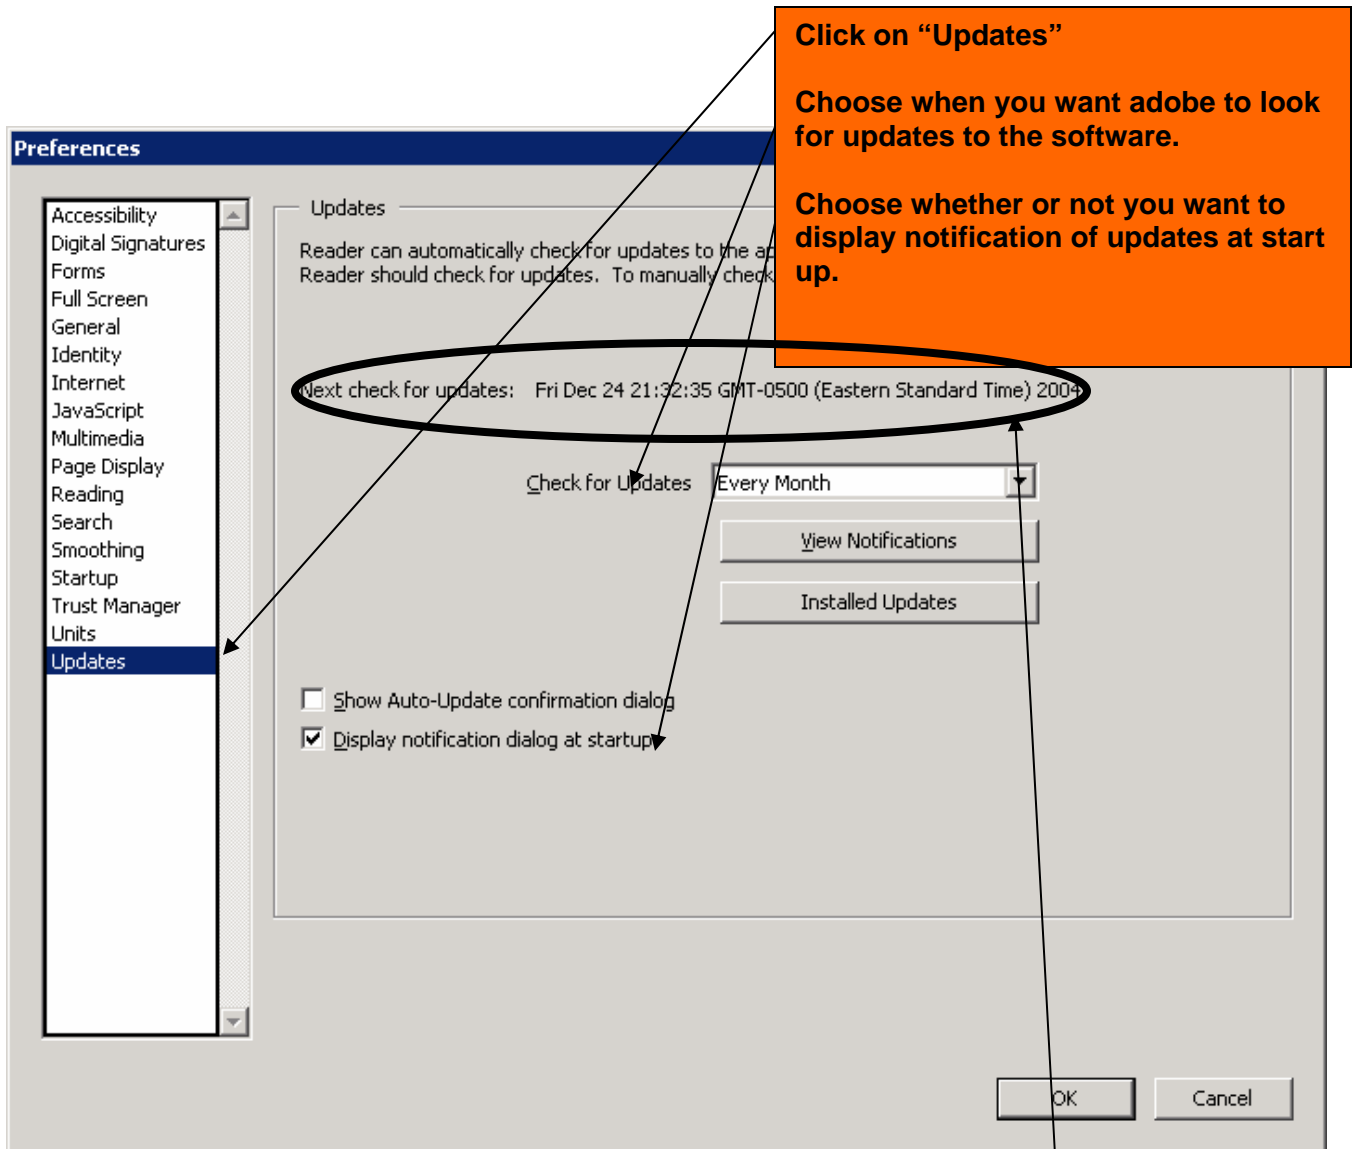 Click on “Updates”
Choose when you want adobe to look
for updates to the software.
Choose whether or not you want to
display notification of updates at start
up.
Preferences
Accessibility
Digital Signatures
Forms
Full Screen
General
Identity
Internet
JavaScript
Multimedia
Page Display
Reading
Search
Smoothing
Startup
Trust Manager
Units
Updates
Updates
Reader can automatically check for updates to the
Reader should check for updates. To manually check
Next check for updates: Fri Dec 24 21:32:35 GMT-0500 (Eastern Standard Time) 2004
Check for Updates Every Month
View Notifications
Installed Updates
Show Auto-Update confirmation dialog
Display notification dialog at startup
OK Cancel